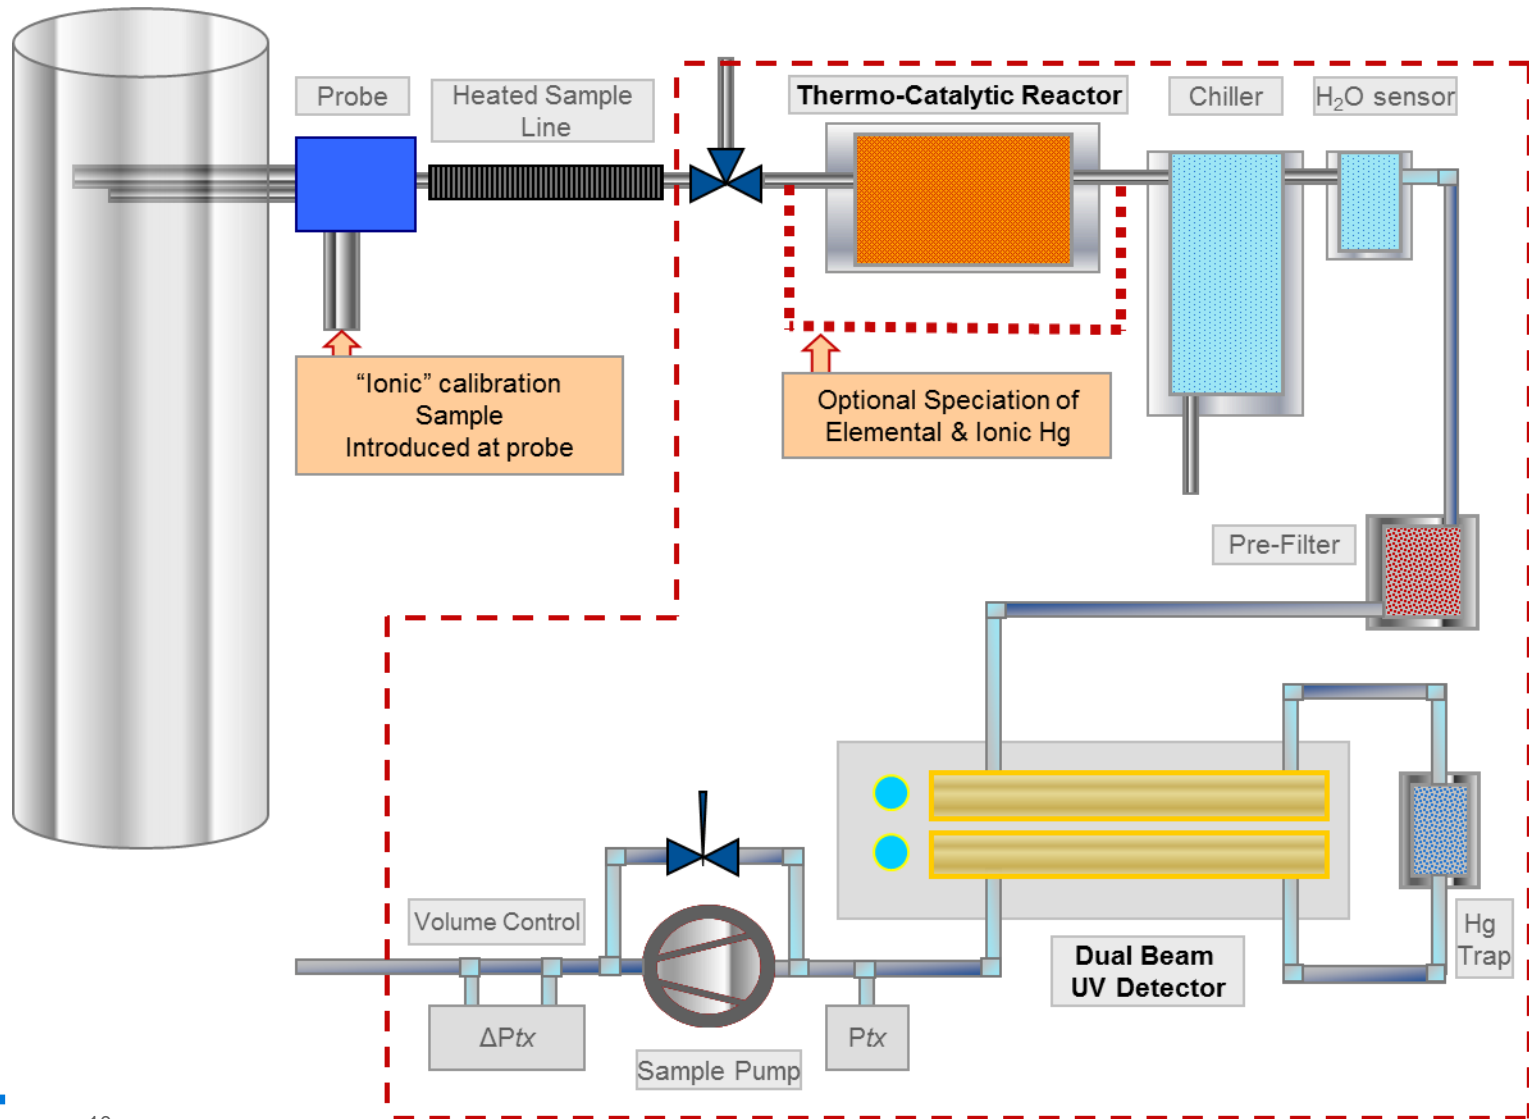 Probe
Heated Sample
Line
Thermo-Catalytic Reactor
Chiller
H₂O sensor
“Ionic” calibration
Sample
Introduced at probe
Optional Speciation of
Elemental & Ionic Hg
Pre-Filter
Volume Control
Hg
Trap
Dual Beam
UV Detector
ΔPtx
Ptx
Sample Pump